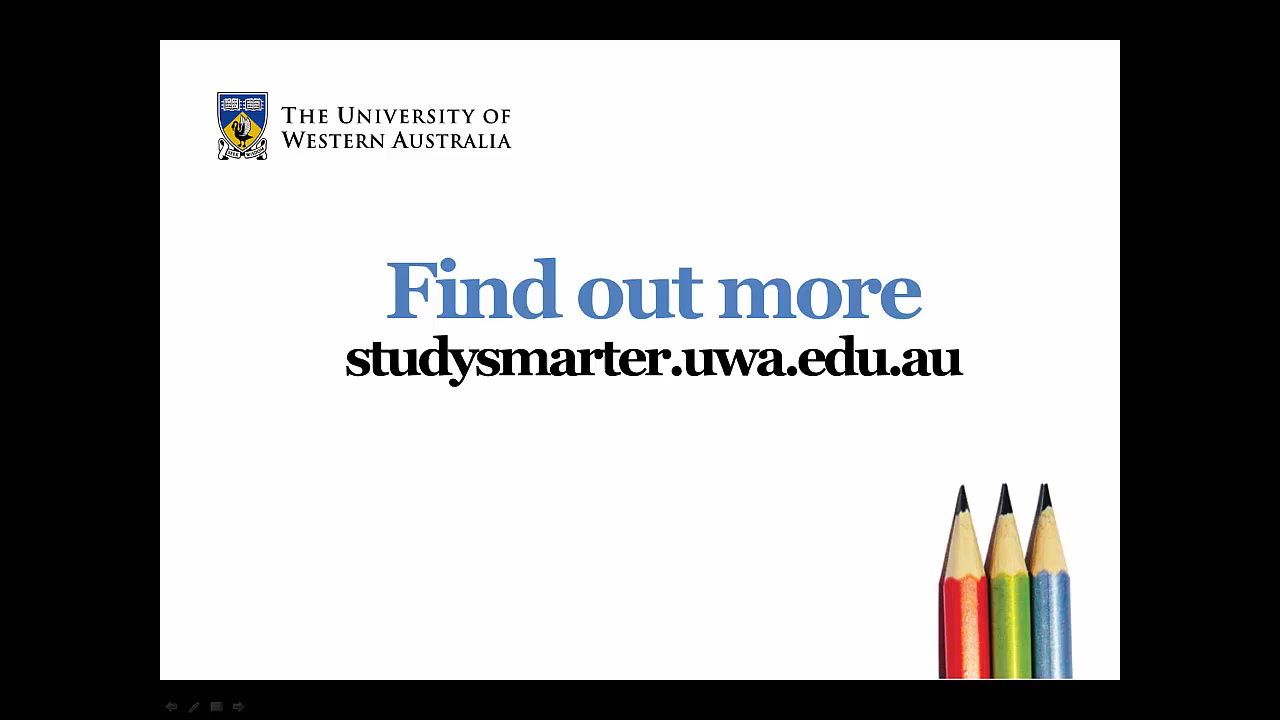 THE UNIVERSITY OF
WESTERN AUSTRALIA
Find out more
studysmarter.uwa.edu.au